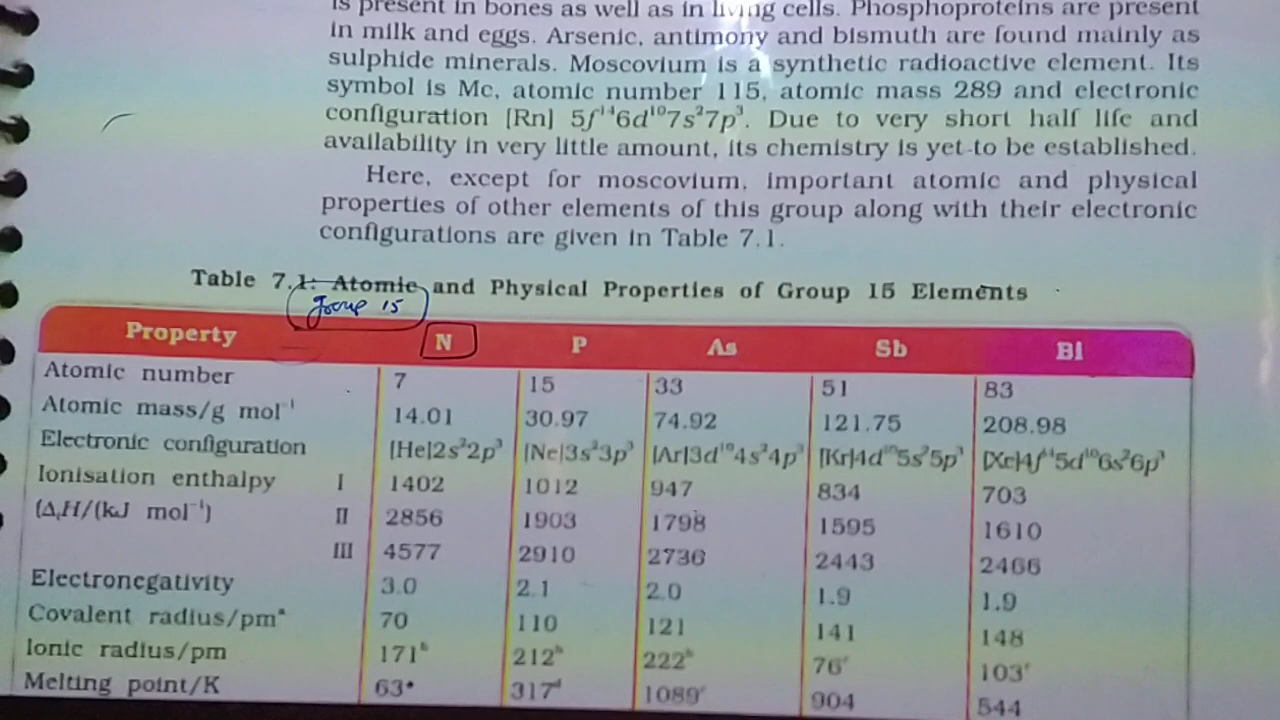 is present in bones as well as in living cells. Phosphoproteins are present
in milk and eggs. Arsenic, antimony and bismuth are found mainly as
sulphide minerals. Moscovium is a synthetic radioactive element. Its
symbol is Mc, atomic number 115, atomic mass 289 and electronic
configuration [Rn] 5f¹⁴6d¹⁰7s²7p³. Due to very short half life and
availability in very little amount, its chemistry is yet to be established.
Here, except for moscovium, important atomic and physical
properties of other elements of this group along with their electronic
configurations are given in Table 7.1.
Table 7.1: Atomic and Physical Properties of Group 15 Elements
group 15
Property N P As Sb Bi
Atomic number 7 15 33 51 83
Atomic mass/g mol⁻¹ 14.01 30.97 74.92 121.75 208.98
Electronic configuration [He]2s²2p³ [Ne]3s²3p³ [Ar]3d¹⁰4s²4p³ [Kr]4d¹⁰5s²5p³ [Xe]4f¹⁴5d¹⁰6s²6p³
Ionisation enthalpy I 1402 1012 947 834 703
(ΔᵢH/(kJ mol⁻¹) II 2856 1903 1798 1595 1610
III 4577 2910 2736 2443 2466
Electronegativity 3.0 2.1 2.0 1.9 1.9
Covalent radius/pmᵃ 70 110 121 141 148
Ionic radius/pm 171ᵇ 212ᵇ 222ᵇ 76ᶜ 103ᶜ
Melting point/K 63* 317ᵈ 1089ᵉ 904 544